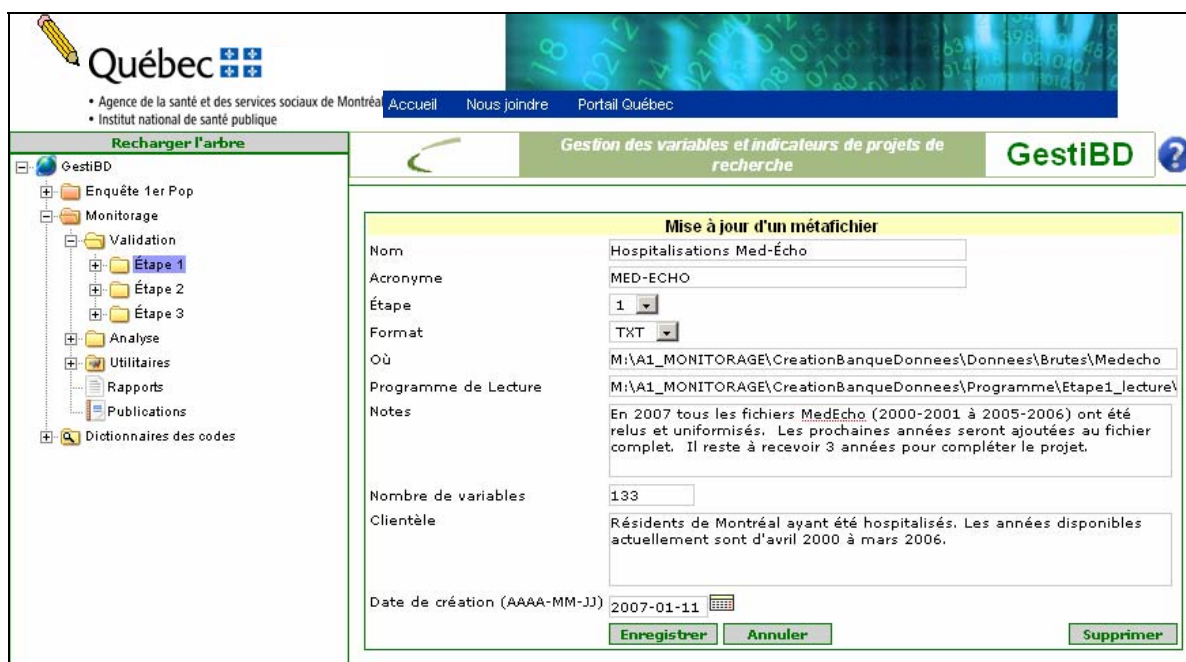 Québec
• Agence de la santé et des services sociaux de Montréal
• Institut national de santé publique
Accueil Nous joindre Portail Québec
Recharger l'arbre
GestiBD
Enquête 1er Pop
Monitorage
Validation
Étape 1
Étape 2
Étape 3
Analyse
Utilitaires
Rapports
Publications
Dictionnaires des codes
Gestion des variables et indicateurs de projets de
recherche
GestiBD
?
Mise à jour d'un métafichier
Nom Hospitalisations Med-Écho
Acronyme MED-ECHO
Étape 1
Format TXT
Où M:\A1_MONITORAGE\CreationBanqueDonnees\Donnees\Brutes\Medecho
Programme de Lecture M:\A1_MONITORAGE\CreationBanqueDonnees\Programme\Etape1_lecture\
Notes En 2007 tous les fichiers MedEcho (2000-2001 à 2005-2006) ont été
relus et uniformisés. Les prochaines années seront ajoutées au fichier
complet. Il reste à recevoir 3 années pour compléter le projet.
Nombre de variables 133
Clientèle Résidents de Montréal ayant été hospitalisés. Les années disponibles
actuellement sont d'avril 2000 à mars 2006.
Date de création (AAAA-MM-JJ) 2007-01-11
Enregistrer Annuler Supprimer